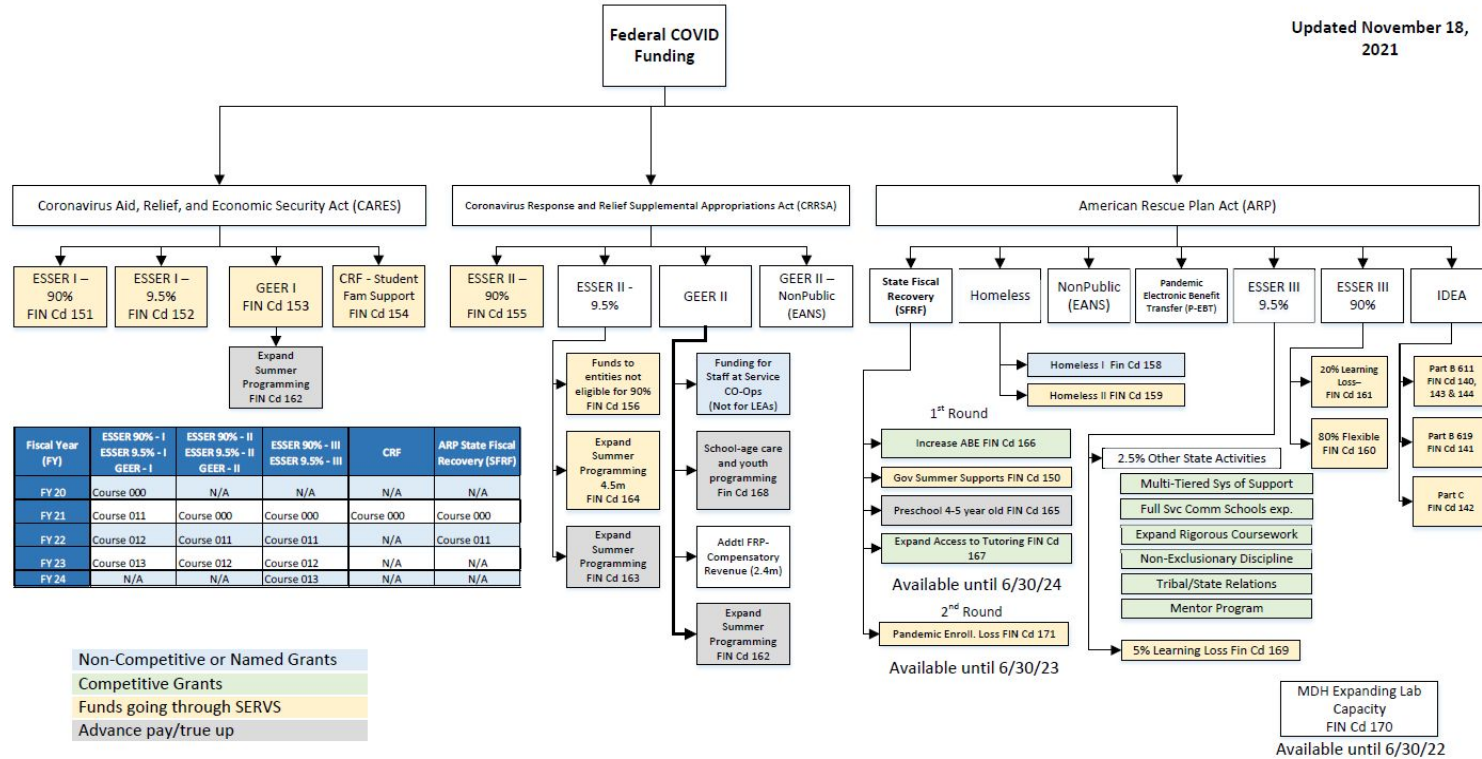 Federal COVID
Funding
Updated November 18,
2021
Coronavirus Aid, Relief, and Economic Security Act (CARES)
Coronavirus Response and Relief Supplemental Appropriations Act (CRRSA)
American Rescue Plan Act (ARP)
ESSER I –
90%
FIN Cd 151
ESSER I –
9.5%
FIN Cd 152
GEER I
FIN Cd 153
CRF - Student
Fam Support
FIN Cd 154
Expand
Summer
Programming
FIN Cd 162
ESSER II –
90%
FIN Cd 155
ESSER II -
9.5%
GEER II
GEER II –
NonPublic
(EANS)
Funds to
entities not
eligible for 90%
FIN Cd 156
Expand
Summer
Programming
4.5m
FIN Cd 164
Expand
Summer
Programming
FIN Cd 163
Funding for
Staff at Service
CO-Ops
(Not for LEAs)
School-age care
and youth
programming
Fin Cd 168
Addtl FRP-
Compensatory
Revenue (2.4m)
Expand
Summer
Programming
FIN Cd 162
State Fiscal
Recovery
(SFRF)
Homeless
NonPublic
(EANS)
Pandemic
Electronic Benefit
Transfer (P-EBT)
ESSER III
9.5%
ESSER III
90%
IDEA
Homeless I Fin Cd 158
Homeless II FIN Cd 159
1st Round
Increase ABE FIN Cd 166
Gov Summer Supports FIN Cd 150
Preschool 4-5 year old FIN Cd 165
Expand Access to Tutoring FIN Cd
167
Available until 6/30/24
2nd Round
Pandemic Enroll. Loss FIN Cd 171
Available until 6/30/23
2.5% Other State Activities
Multi-Tiered Sys of Support
Full Svc Comm Schools exp.
Expand Rigorous Coursework
Non-Exclusionary Discipline
Tribal/State Relations
Mentor Program
5% Learning Loss Fin Cd 169
20% Learning
Loss–
FIN Cd 161
80% Flexible
FIN Cd 160
Part B 611
FIN Cd 140,
143 & 144
Part B 619
FIN Cd 141
Part C
FIN Cd 142
MDH Expanding Lab
Capacity
FIN Cd 170
Available until 6/30/22
Fiscal Year
(FY)
ESSER 90% - I
ESSER 9.5% - I
GEER - I
ESSER 90% - II
ESSER 9.5% - II
GEER - II
ESSER 90% - III
ESSER 9.5% - III
CRF
ARP State Fiscal
Recovery (SFRF)
FY 20 Course 000 N/A N/A N/A N/A
FY 21 Course 011 Course 000 Course 000 Course 000 Course 000
FY 22 Course 012 Course 011 Course 011 N/A Course 011
FY 23 Course 013 Course 012 Course 012 N/A N/A
FY 24 N/A N/A Course 013 N/A N/A
Non-Competitive or Named Grants
Competitive Grants
Funds going through SERVS
Advance pay/true up